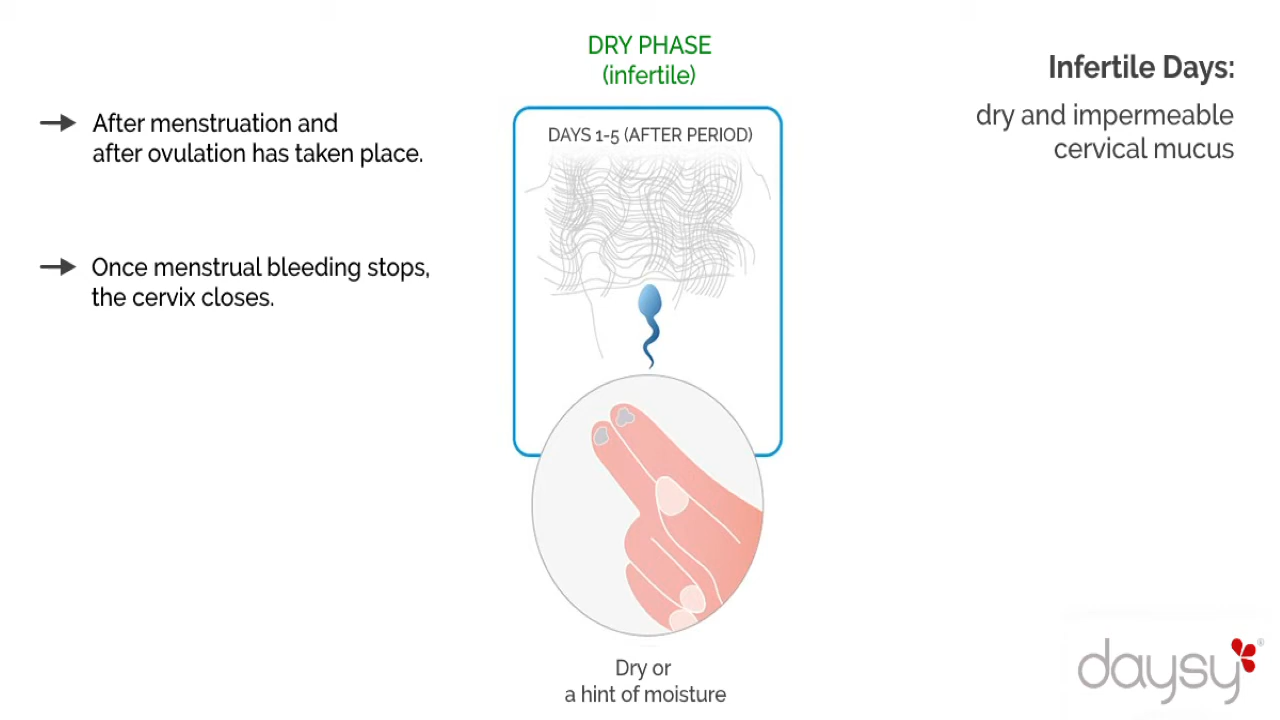 DRY PHASE
(infertile)
Infertile Days:
dry and impermeable
cervical mucus
After menstruation and
after ovulation has taken place.
Once menstrual bleeding stops,
the cervix closes.
DAYS 1-5 (AFTER PERIOD)
Dry or
a hint of moisture
daysy®